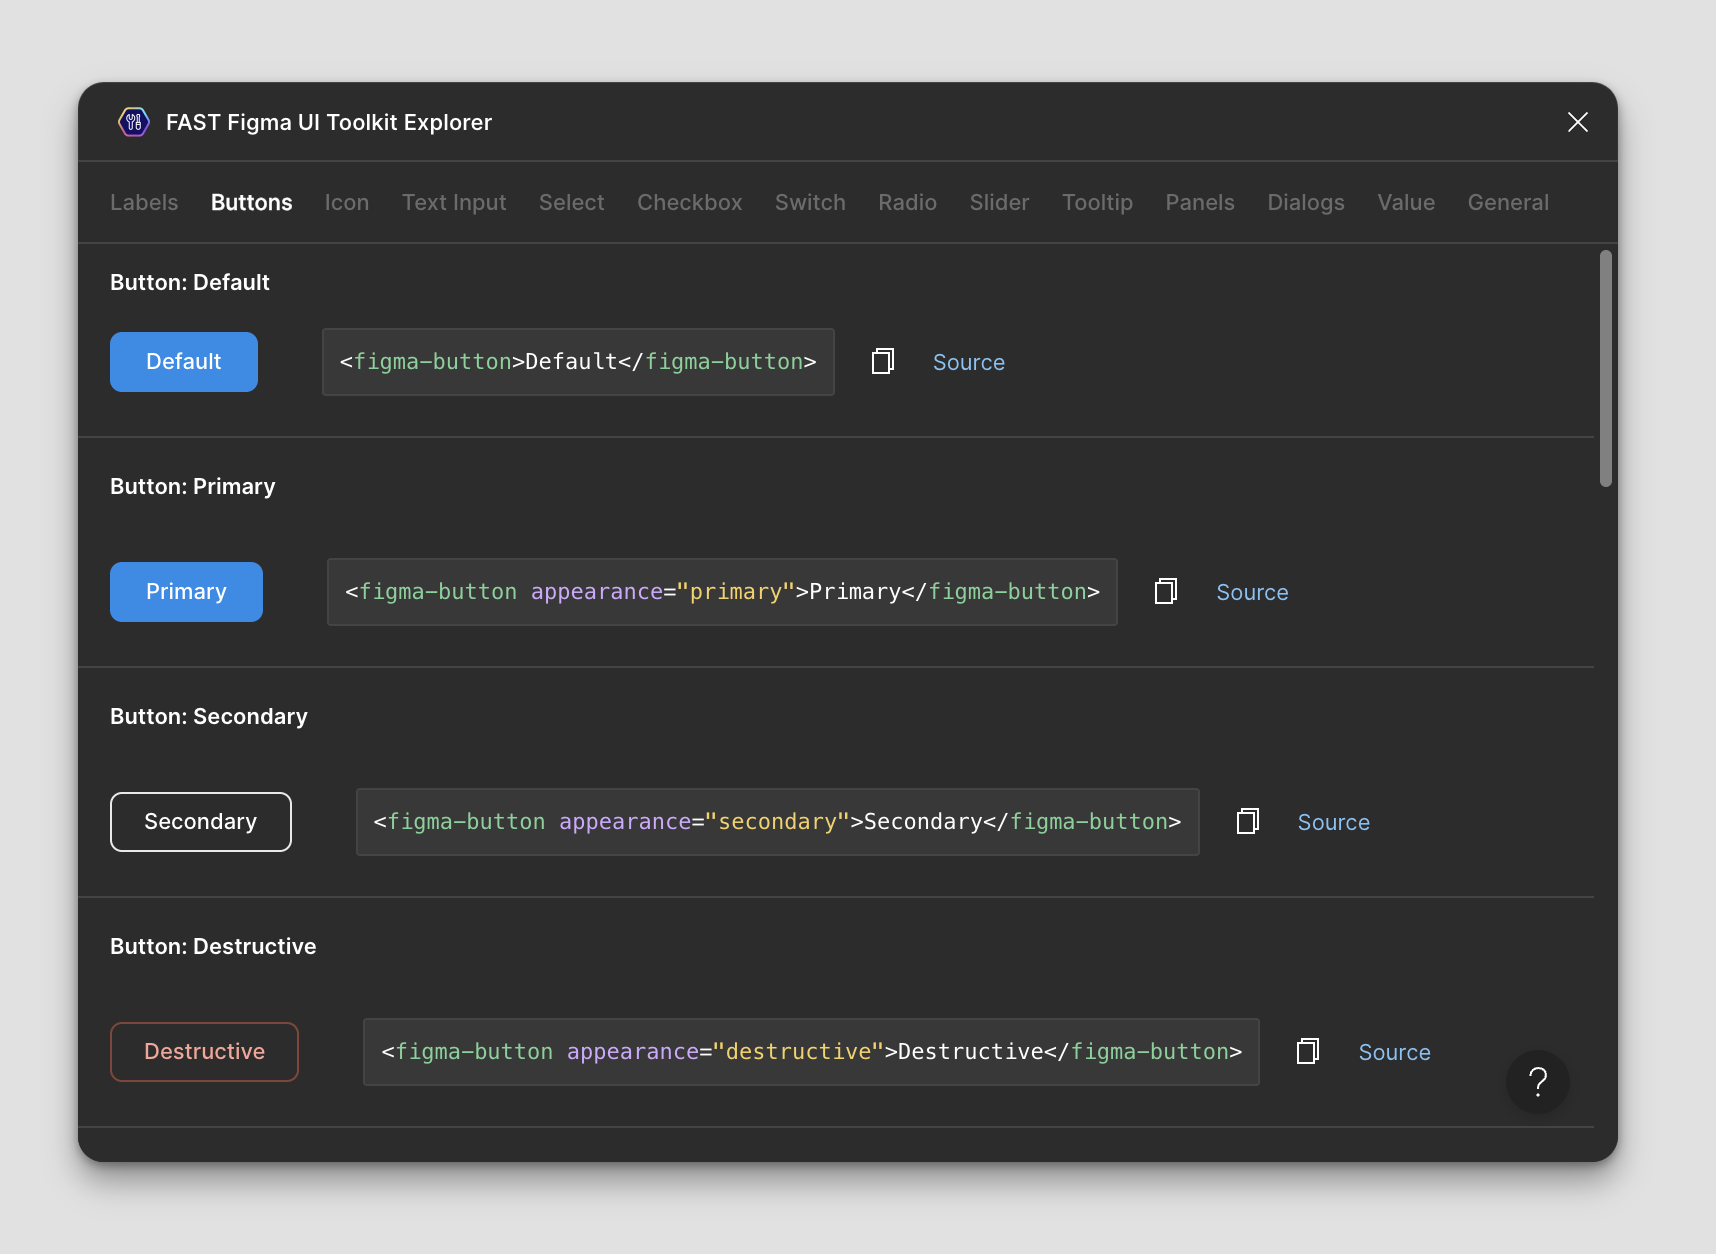 FAST Figma UI Toolkit Explorer
Labels Buttons Icon Text Input Select Checkbox Switch Radio Slider Tooltip Panels Dialogs Value General
Button: Default
Default <figma-button>Default</figma-button> Source
Button: Primary
Primary <figma-button appearance="primary">Primary</figma-button> Source
Button: Secondary
Secondary <figma-button appearance="secondary">Secondary</figma-button> Source
Button: Destructive
Destructive <figma-button appearance="destructive">Destructive</figma-button> Source
?